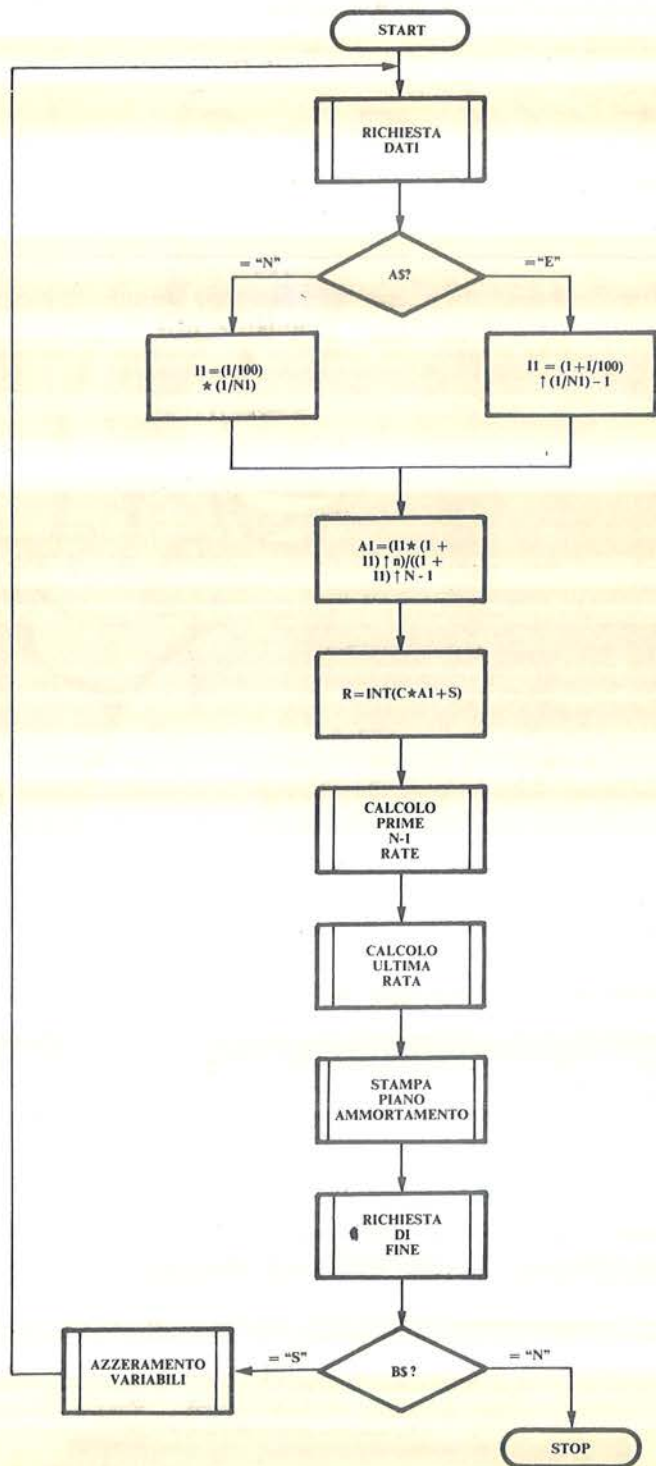 START
RICHIESTA
DATI
A$?
= "N"
= "E"
I1=(I/100)
* (1/N1)
I1 = (1+I/100)
↑ (1/N1) - 1
A1=(I1* (1 +
I1) ↑ n)/((1 +
I1) ↑ N - 1
R=INT(C*A1+S)
CALCOLO
PRIME
N-1
RATE
CALCOLO
ULTIMA
RATA
STAMPA
PIANO
AMMORTAMENTO
RICHIESTA
DI
FINE
B$?
= "S"
= "N"
AZZERAMENTO
VARIABILI
STOP